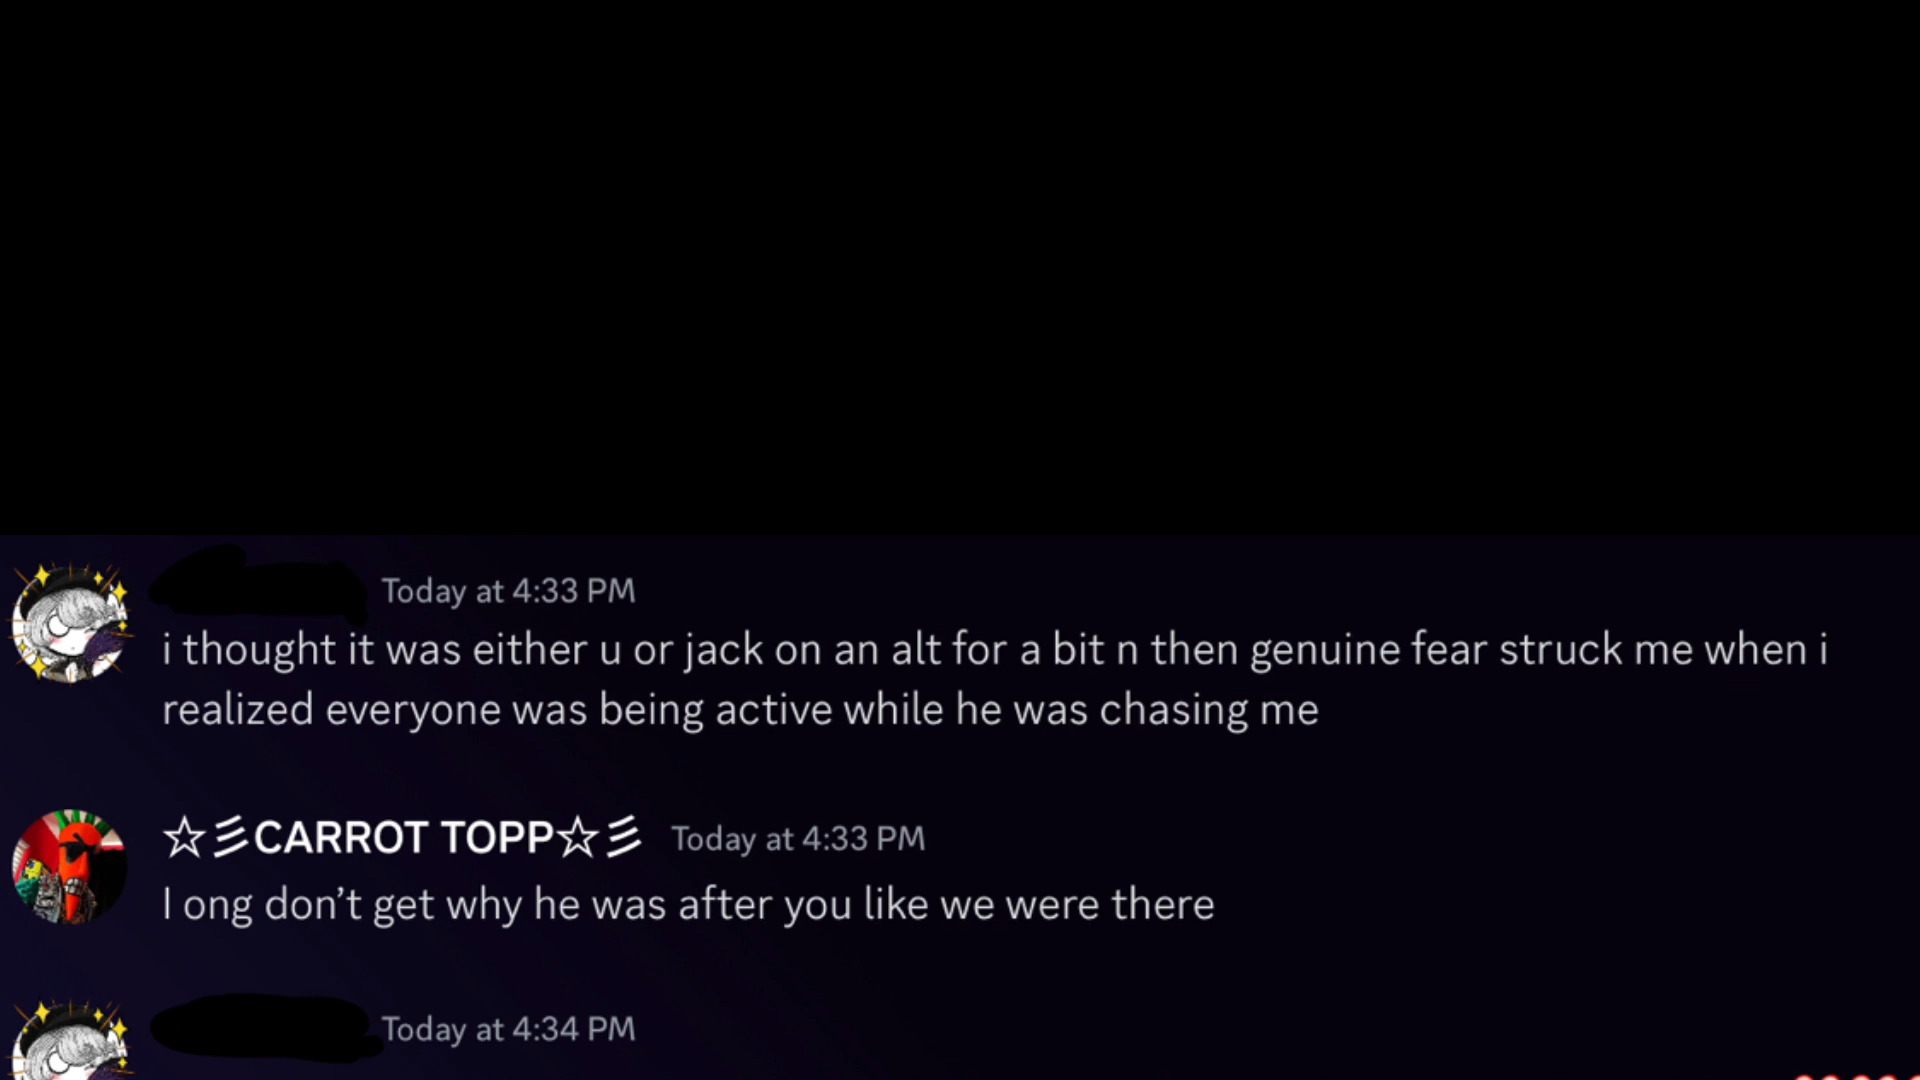 Today at 4:33 PM
i thought it was either u or jack on an alt for a bit n then genuine fear struck me when i
realized everyone was being active while he was chasing me
☆彡CARROT TOPP☆彡 Today at 4:33 PM
I ong don’t get why he was after you like we were there
Today at 4:34 PM